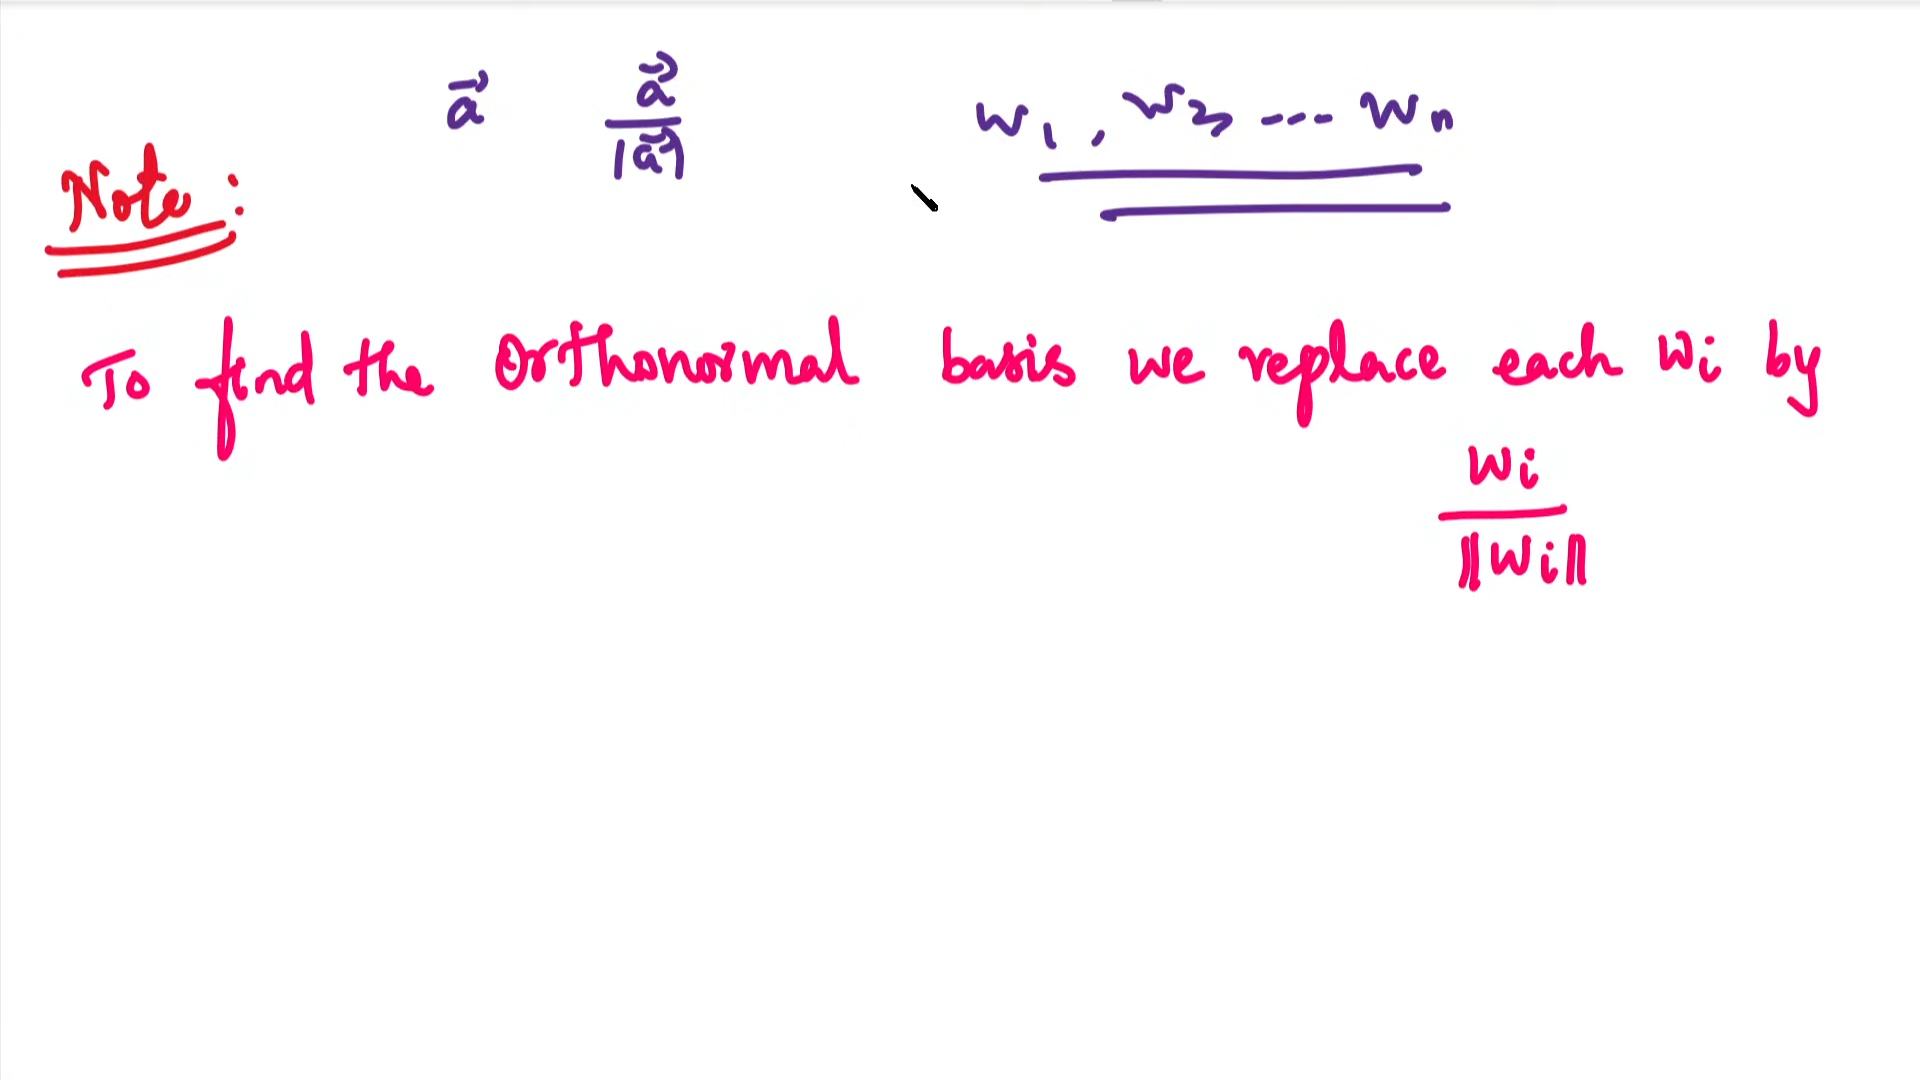 a⃗ a⃗/|a⃗| w₁, w₂, --- wₙ
Note:
To find the Orthonormal basis we replace each wᵢ by
wᵢ/||wᵢ||